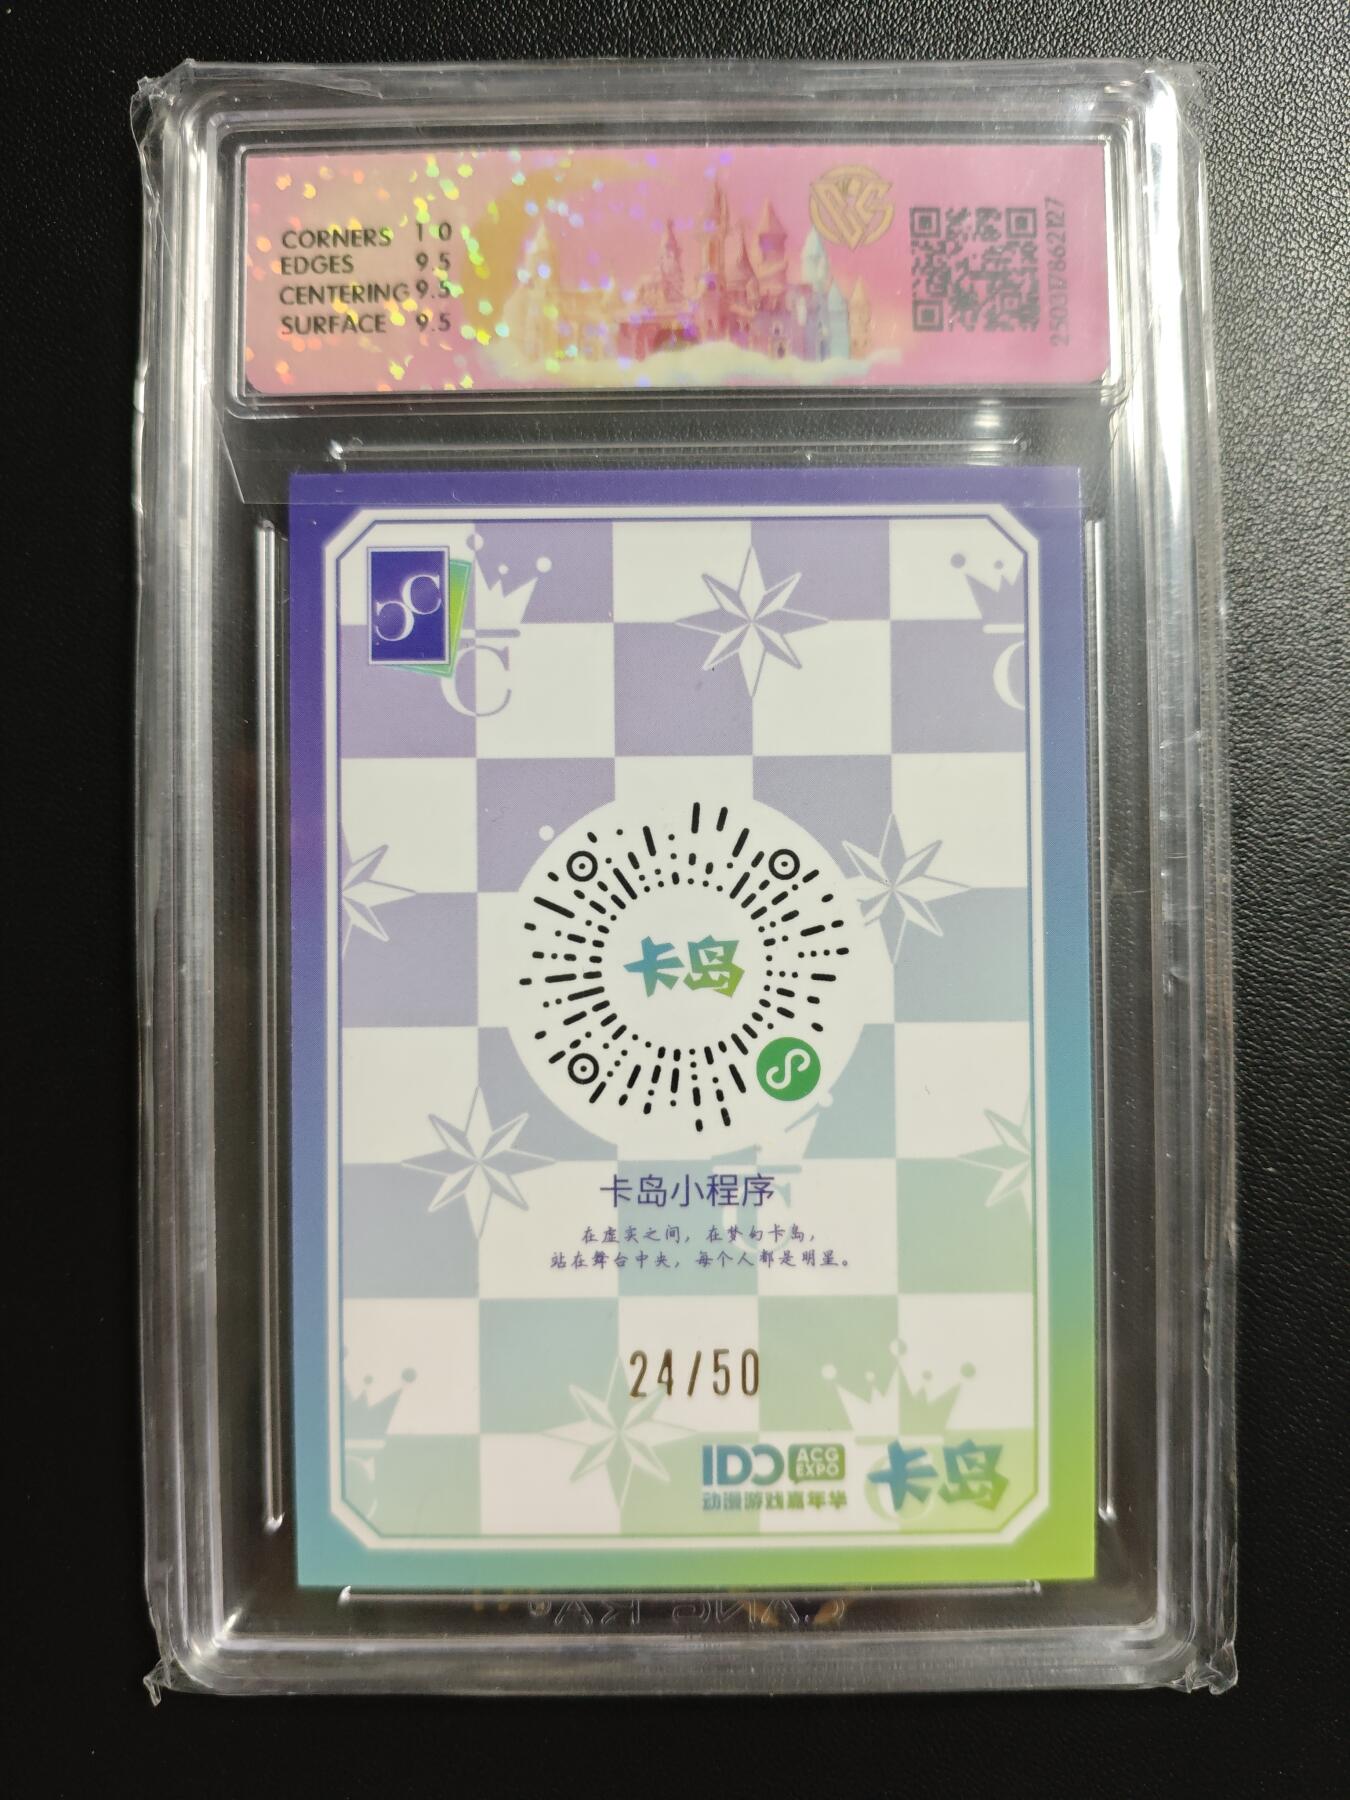 CORNERS 10
EDGES 9.5
CENTERING 9.5
SURFACE 9.5
CC
C
C
卡岛
卡岛小程序
在虚实之间，在梦幻卡岛，
站在舞台中央，每个人都是明星。
24/50
IDO ACG EXPO
动漫游戏嘉年华
卡岛